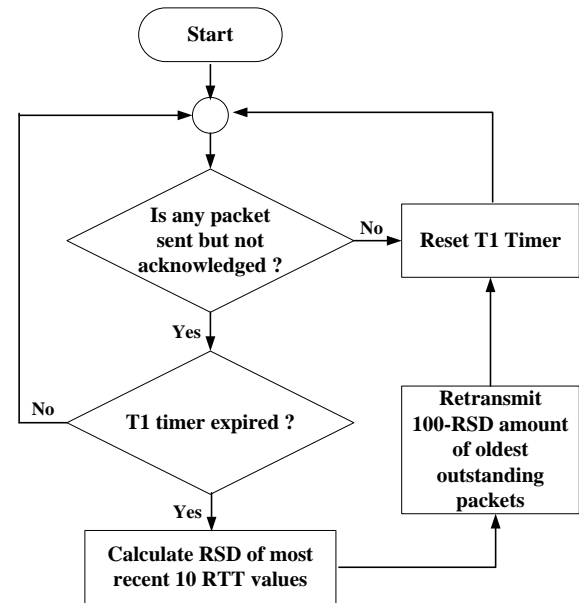 Start
Is any packet
sent but not
acknowledged ?
No
Reset T1 Timer
Yes
T1 timer expired ?
No
Retransmit
100-RSD amount
of oldest
outstanding
packets
Yes
Calculate RSD of most
recent 10 RTT values